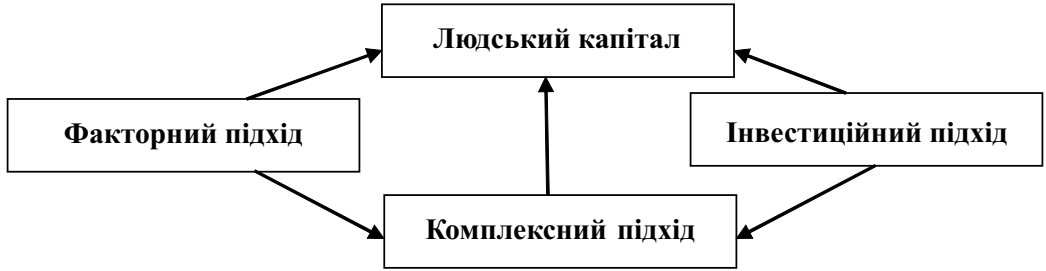 Людський капітал
Факторний підхід
Інвестиційний підхід
Комплексний підхід